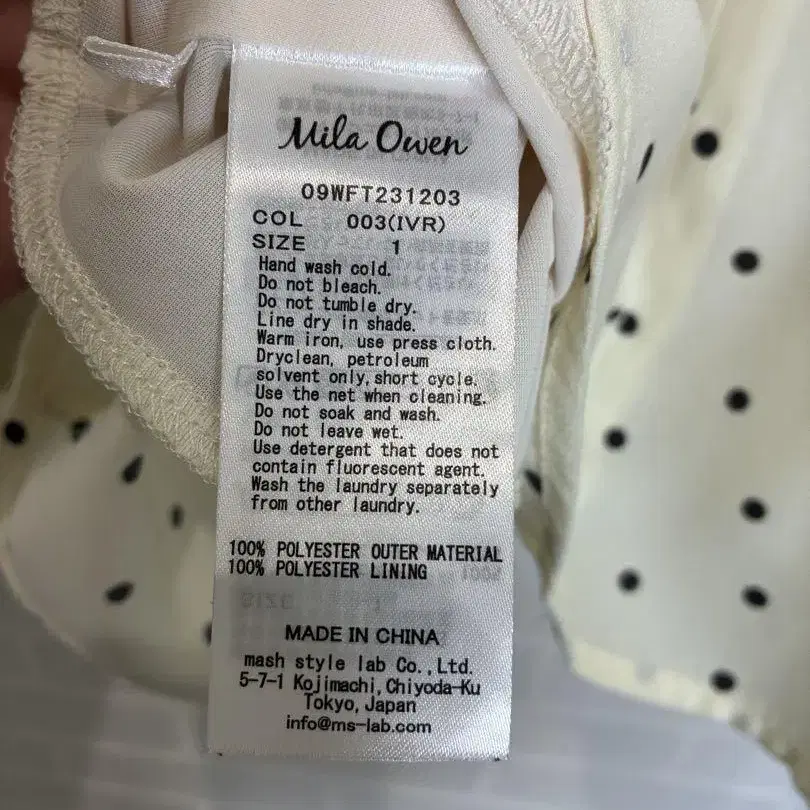 Mila Owen
09WFT231203
COL 003(IVR)
SIZE 1
Hand wash cold.
Do not bleach.
Do not tumble dry.
Line dry in shade.
Warm iron, use press cloth.
Dryclean, petroleum
solvent only,short cycle.
Use the net when cleaning.
Do not soak and wash.
Do not leave wet.
Use detergent that does not
contain fluorescent agent.
Wash the laundry separately
from other laundry.
100% POLYESTER OUTER MATERIAL
100% POLYESTER LINING
MADE IN CHINA
mash style lab Co.,Ltd.
5-7-1 Kojimachi,Chiyoda-Ku
Tokyo,Japan
info@ms-lab.com